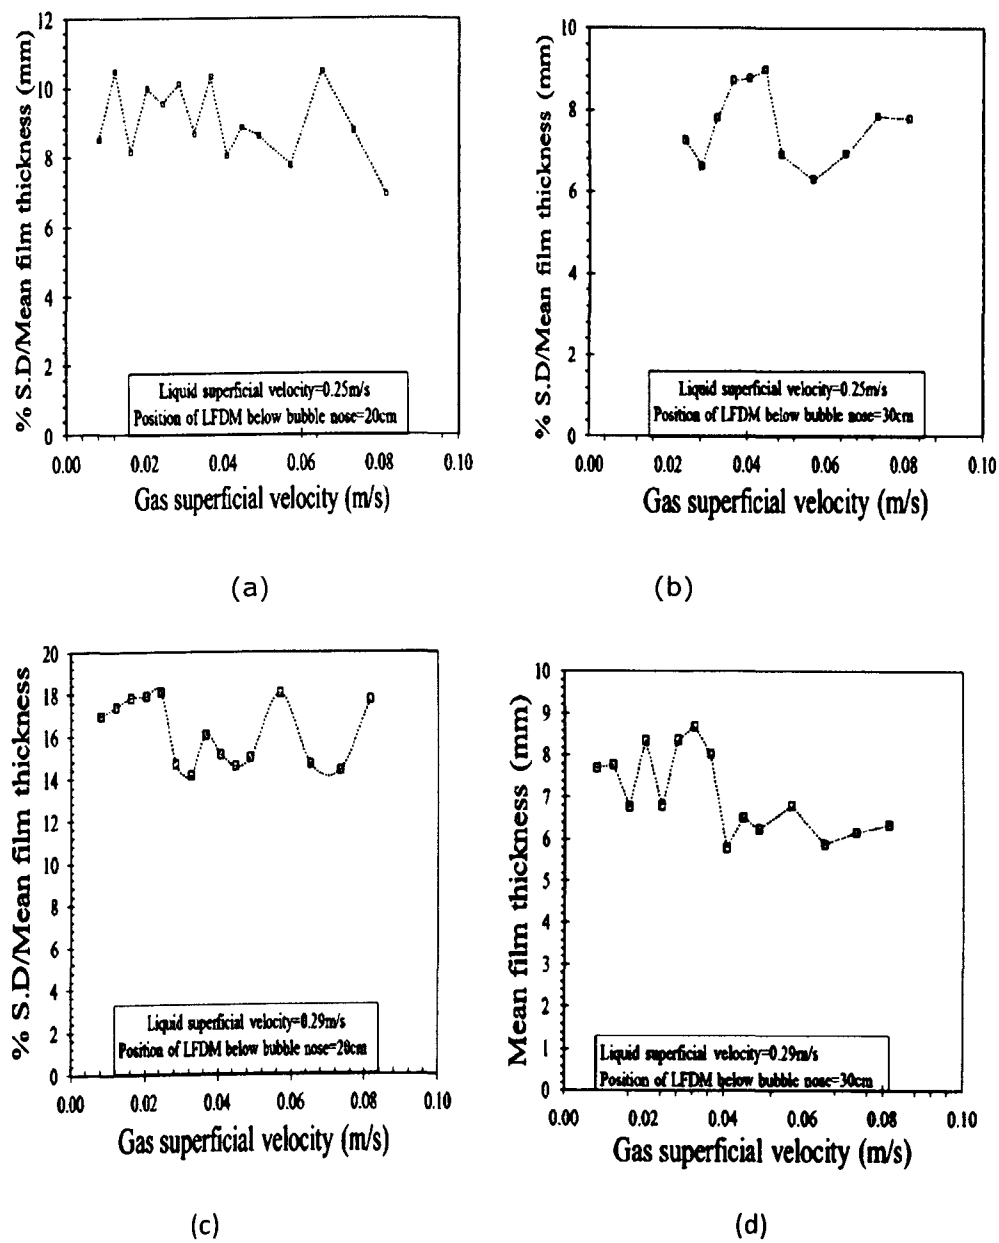 % S.D/Mean film thickness (mm)
12
10
8
6
4
2
0
Liquid superficial velocity=0.25m/s
Position of LFDM below bubble nose=20cm
0.00 0.02 0.04 0.06 0.08 0.10
Gas superficial velocity (m/s)
(a)
% S.D/Mean film thickness (mm)
10
8
6
4
2
0
Liquid superficial velocity=0.25m/s
Position of LFDM below bubble nose=30cm
0.00 0.02 0.04 0.06 0.08 0.10
Gas superficial velocity (m/s)
(b)
% S.D/Mean film thickness
20
18
16
14
12
10
8
6
4
2
0
Liquid superficial velocity=0.29m/s
Position of LFDM below bubble nose=20cm
0.00 0.02 0.04 0.06 0.08 0.10
Gas superficial velocity (m/s)
(c)
Mean film thickness (mm)
10
9
8
7
6
5
4
3
2
1
0
Liquid superficial velocity=0.29m/s
Position of LFDM below bubble nose=30cm
0.00 0.02 0.04 0.06 0.08 0.10
Gas superficial velocity (m/s)
(d)